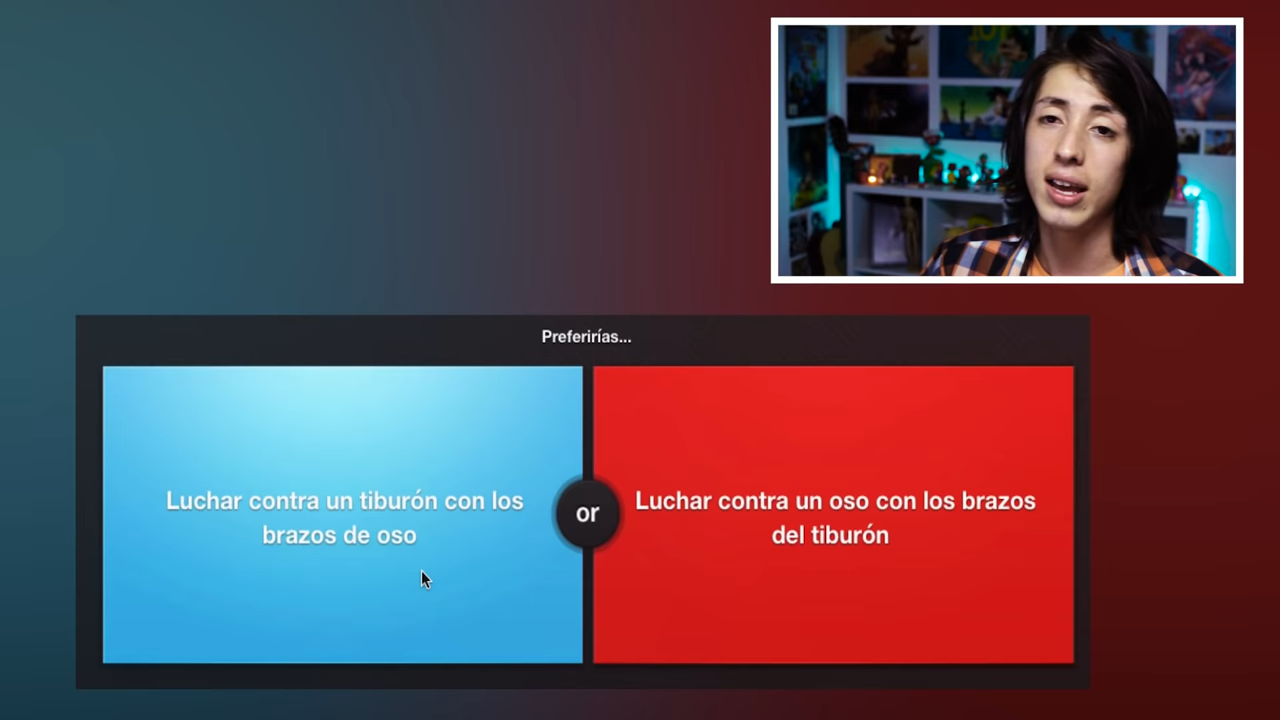 Preferirías...
Luchar contra un tiburón con los
brazos de oso
or
Luchar contra un oso con los brazos
del tiburón